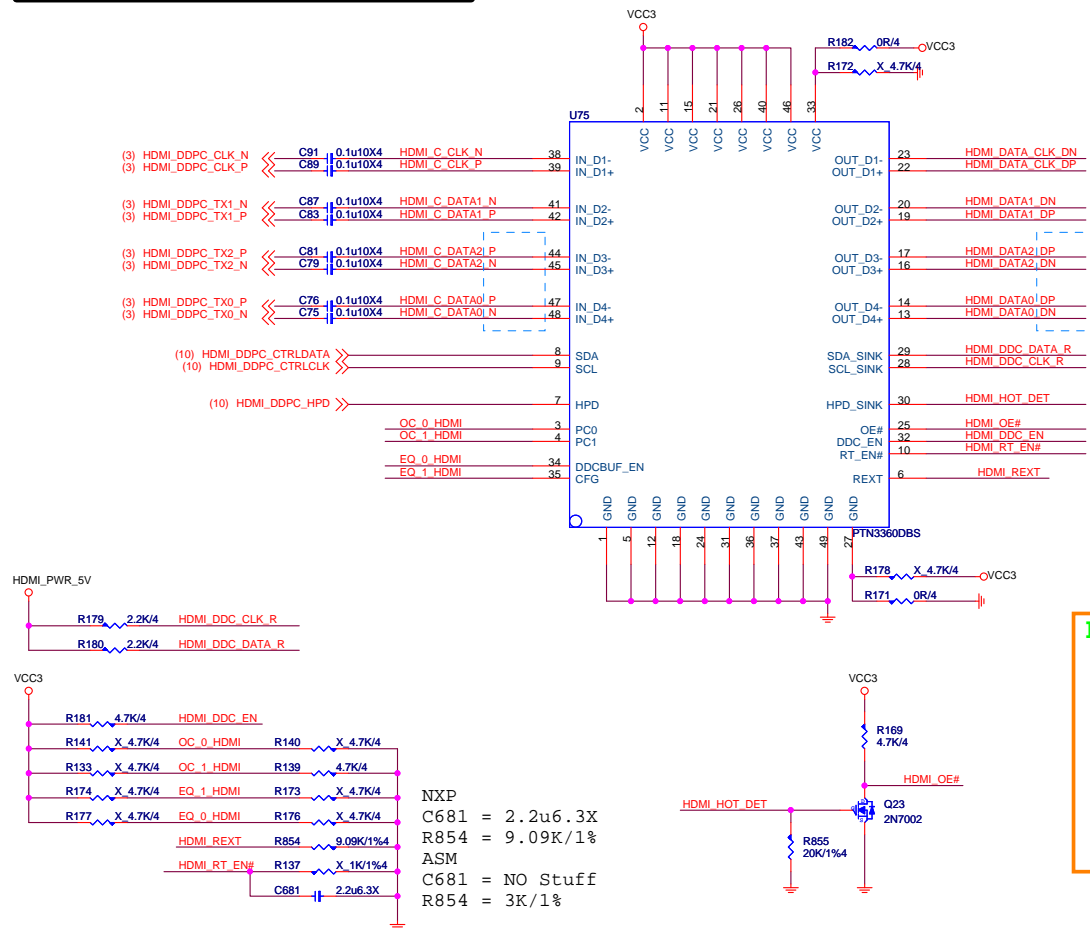 VCC3
R182 0R/4 VCC3
R172 X_4.7K/4
2 11 15 21 26 40 46 33
U75
VCC VCC VCC VCC VCC VCC VCC VCC
(3) HDMI_DDPC_CLK_N C91 0.1u10X4 HDMI_C_CLK_N 38 IN_D1- OUT_D1- 23 HDMI_DATA_CLK_DN
(3) HDMI_DDPC_CLK_P C89 0.1u10X4 HDMI_C_CLK_P 39 IN_D1+ OUT_D1+ 22 HDMI_DATA_CLK_DP
(3) HDMI_DDPC_TX1_N C87 0.1u10X4 HDMI_C_DATA1_N 41 IN_D2- OUT_D2- 20 HDMI_DATA1_DN
(3) HDMI_DDPC_TX1_P C83 0.1u10X4 HDMI_C_DATA1_P 42 IN_D2+ OUT_D2+ 19 HDMI_DATA1_DP
(3) HDMI_DDPC_TX2_P C81 0.1u10X4 HDMI_C_DATA2_P 44 IN_D3- OUT_D3- 17 HDMI_DATA2_DP
(3) HDMI_DDPC_TX2_N C79 0.1u10X4 HDMI_C_DATA2_N 45 IN_D3+ OUT_D3+ 16 HDMI_DATA2_DN
(3) HDMI_DDPC_TX0_P C76 0.1u10X4 HDMI_C_DATA0_P 47 IN_D4- OUT_D4- 14 HDMI_DATA0_DP
(3) HDMI_DDPC_TX0_N C75 0.1u10X4 HDMI_C_DATA0_N 48 IN_D4+ OUT_D4+ 13 HDMI_DATA0_DN
(10) HDMI_DDPC_CTRLDATA 8 SDA SDA_SINK 29 HDMI_DDC_DATA_R
(10) HDMI_DDPC_CTRLCLK 9 SCL SCL_SINK 28 HDMI_DDC_CLK_R
(10) HDMI_DDPC_HPD 7 HPD HPD_SINK 30 HDMI_HOT_DET
OC_0_HDMI 3 PC0 OE# 25 HDMI_OE#
OC_1_HDMI 4 PC1 DDC_EN 32 HDMI_DDC_EN
RT_EN# 10 HDMI_RT_EN#
EQ_0_HDMI 34 DDCBUF_EN
EQ_1_HDMI 35 CFG REXT 6 HDMI_REXT
GND GND GND GND GND GND GND GND GND GND
PTN3360DBS
1 5 12 18 24 31 36 37 43 49 27
R178 X_4.7K/4 VCC3
R171 0R/4
HDMI_PWR_5V
R179 2.2K/4 HDMI_DDC_CLK_R
R180 2.2K/4 HDMI_DDC_DATA_R
VCC3
R181 4.7K/4 HDMI_DDC_EN
R141 X_4.7K/4 OC_0_HDMI R140 X_4.7K/4
R133 X_4.7K/4 OC_1_HDMI R139 4.7K/4
R174 X_4.7K/4 EQ_1_HDMI R173 X_4.7K/4
R177 X_4.7K/4 EQ_0_HDMI R176 X_4.7K/4
HDMI_REXT R854 9.09K/1%4
HDMI_RT_EN# R137 X_1K/1%4
C681 2.2u6.3X
NXP
C681 = 2.2u6.3X
R854 = 9.09K/1%
ASM
C681 = NO Stuff
R854 = 3K/1%
VCC3
R169
4.7K/4
HDMI_OE#
HDMI_HOT_DET
Q23
2N7002
R855
20K/1%4